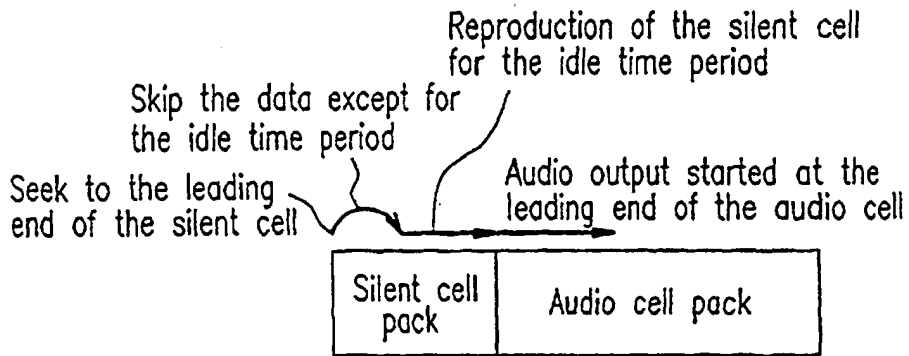 Reproduction of the silent cell
for the idle time period
Skip the data except for
the idle time period
Seek to the leading
end of the silent cell
Audio output started at the
leading end of the audio cell
Silent cell
pack
Audio cell pack